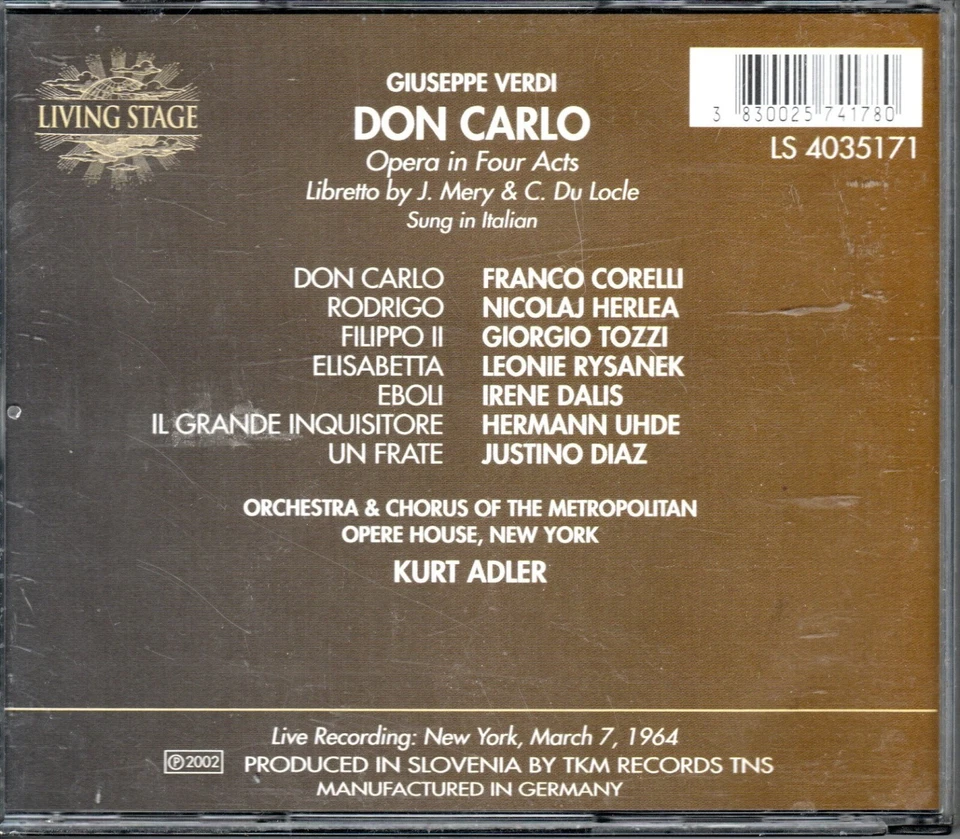 LIVING STAGE
GIUSEPPE VERDI
DON CARLO
Opera in Four Acts
Libretto by J. Mery & C. Du Locle
Sung in Italian
3 830025 741780
LS 4035171
DON CARLO FRANCO CORELLI
RODRIGO NICOLAJ HERLEA
FILIPPO II GIORGIO TOZZI
ELISABETTA LEONIE RYSANEK
EBOLI IRENE DALIS
IL GRANDE INQUISITORE HERMANN UHDE
UN FRATE JUSTINO DIAZ
ORCHESTRA & CHORUS OF THE METROPOLITAN
OPERE HOUSE, NEW YORK
KURT ADLER
Live Recording: New York, March 7, 1964
℗2002 PRODUCED IN SLOVENIA BY TKM RECORDS TNS
MANUFACTURED IN GERMANY